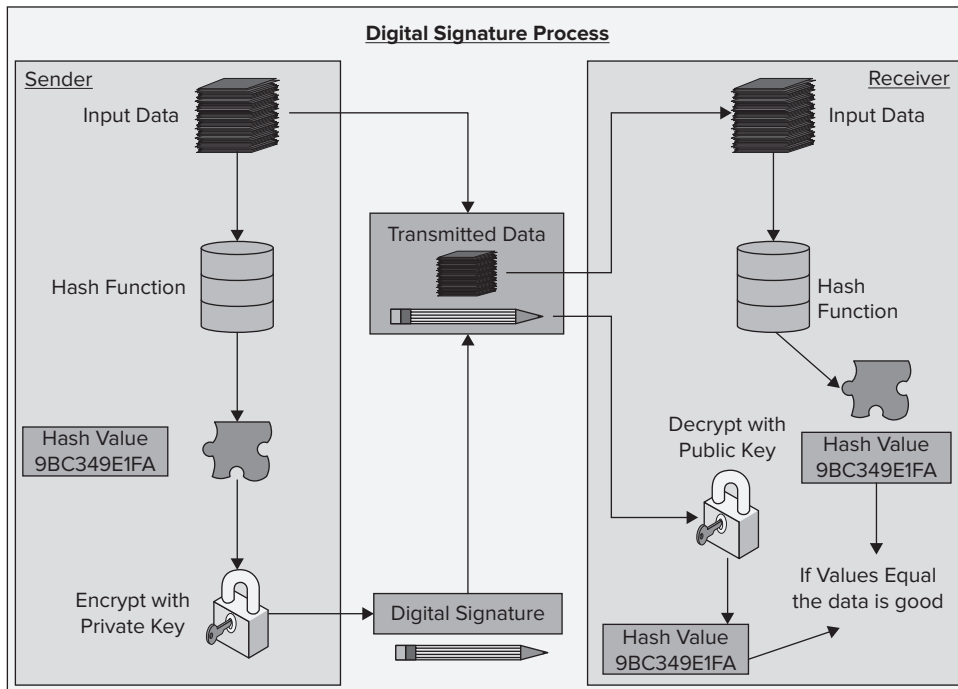 Digital Signature Process
Sender
Input Data
Hash Function
Hash Value
9BC349E1FA
Encrypt with
Private Key
Transmitted Data
Digital Signature
Receiver
Input Data
Hash
Function
Decrypt with
Public Key
Hash Value
9BC349E1FA
If Values Equal
the data is good
Hash Value
9BC349E1FA